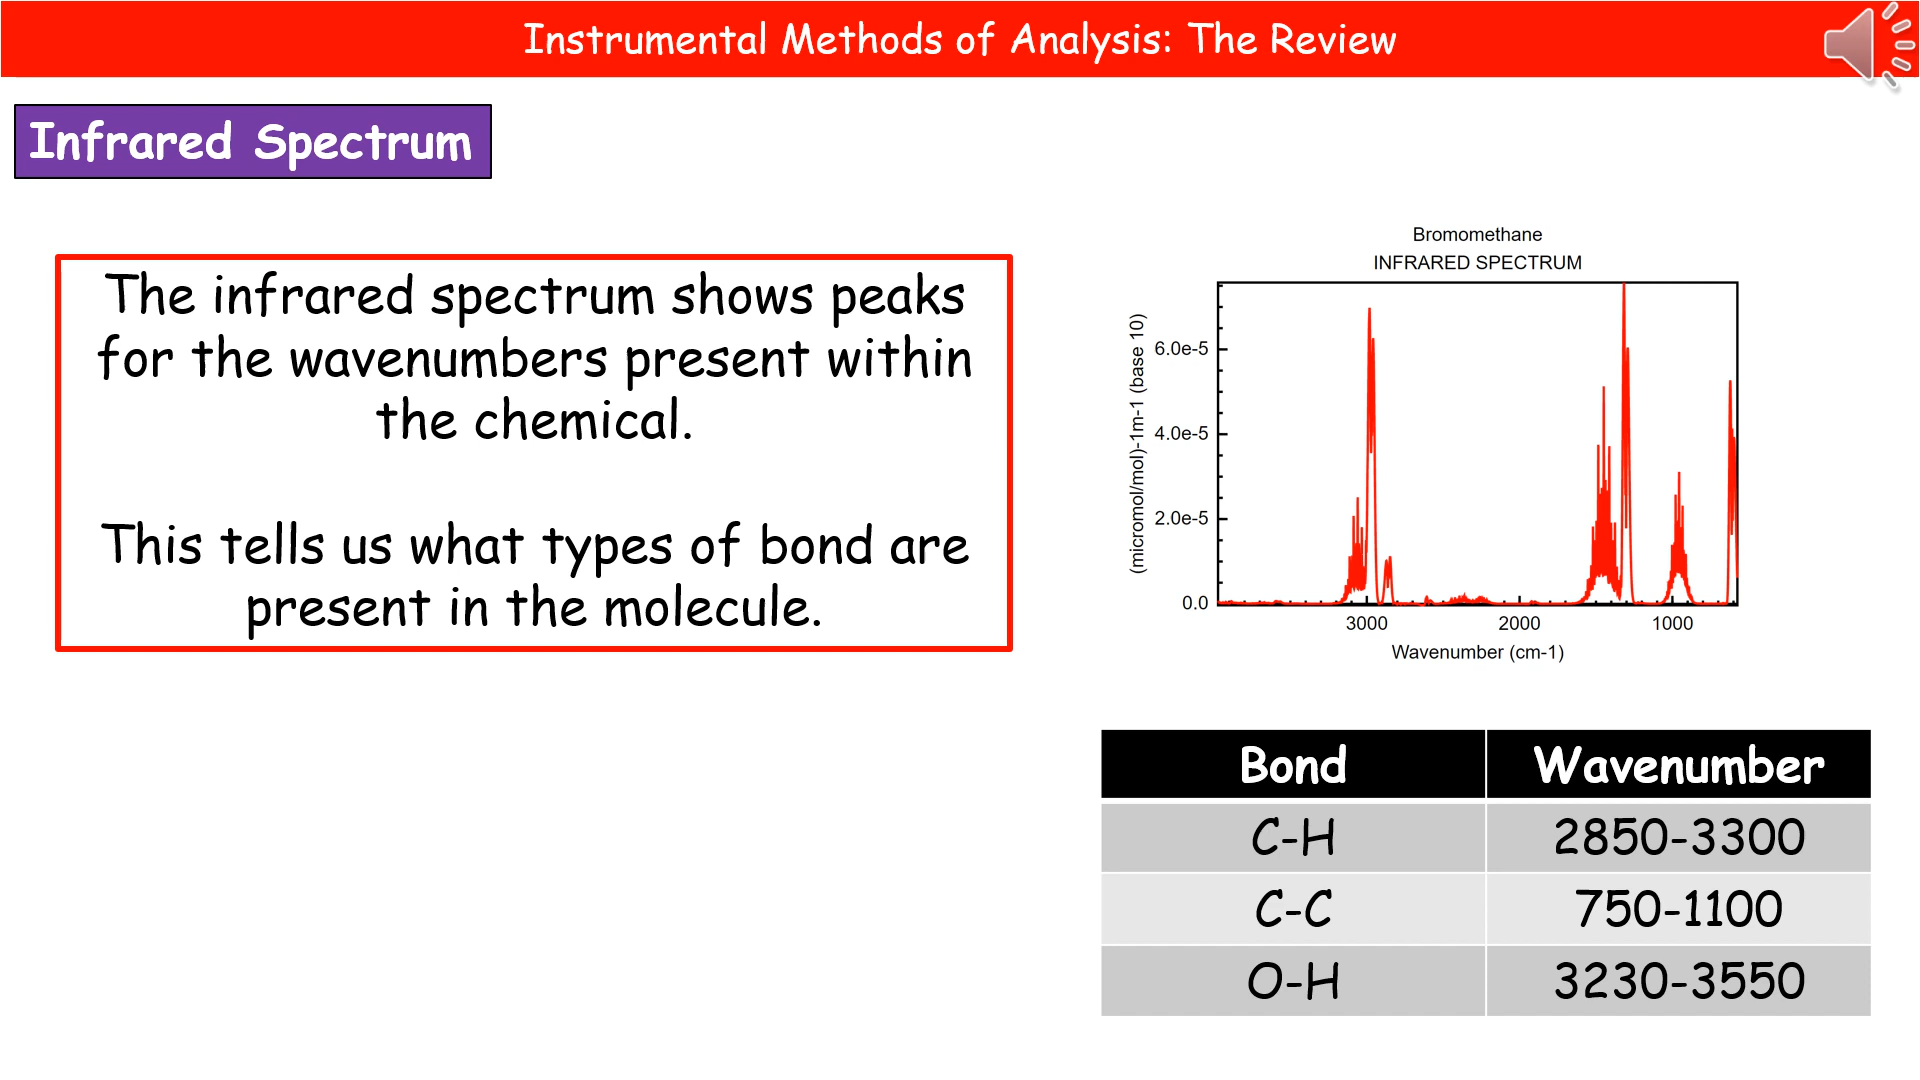 Instrumental Methods of Analysis: The Review
Infrared Spectrum
The infrared spectrum shows peaks
for the wavenumbers present within
the chemical.
This tells us what types of bond are
present in the molecule.
Bromomethane
INFRARED SPECTRUM
(micromol/mol)-1m-1 (base 10)
6.0e-5
4.0e-5
2.0e-5
0.0
3000 2000 1000
Wavenumber (cm-1)
Bond Wavenumber
C-H 2850-3300
C-C 750-1100
O-H 3230-3550